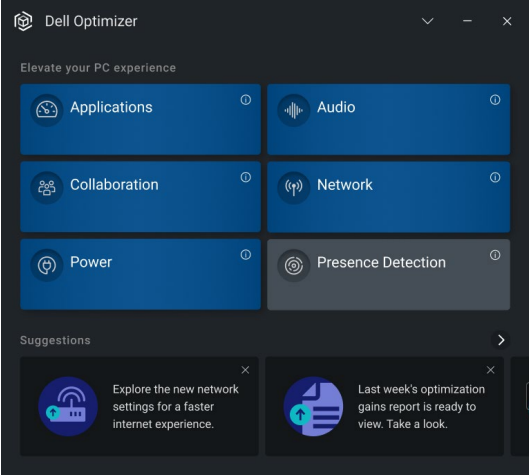 Dell Optimizer
Elevate your PC experience
Applications
Audio
Collaboration
Network
Power
Presence Detection
Suggestions
Explore the new network
settings for a faster
internet experience.
Last week's optimization
gains report is ready to
view. Take a look.